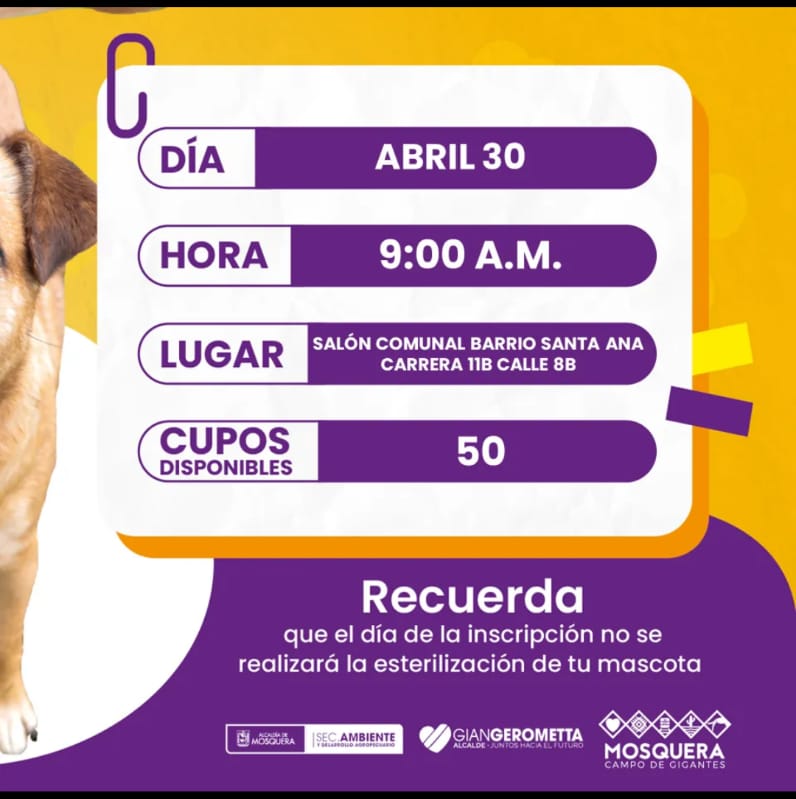 DÍA
ABRIL 30
HORA
9:00 A.M.
LUGAR
SALÓN COMUNAL BARRIO SANTA ANA
CARRERA 11B CALLE 8B
CUPOS
DISPONIBLES
50
Recuerda
que el día de la inscripción no se
realizará la esterilización de tu mascota
ALCALDÍA DE
MOSQUERA
SEC.AMBIENTE
Y DESARROLLO AGROPECUARIO
GIANGEROMETTA
ALCALDE - JUNTOS HACIA EL FUTURO
MOSQUERA
CAMPO DE GIGANTES